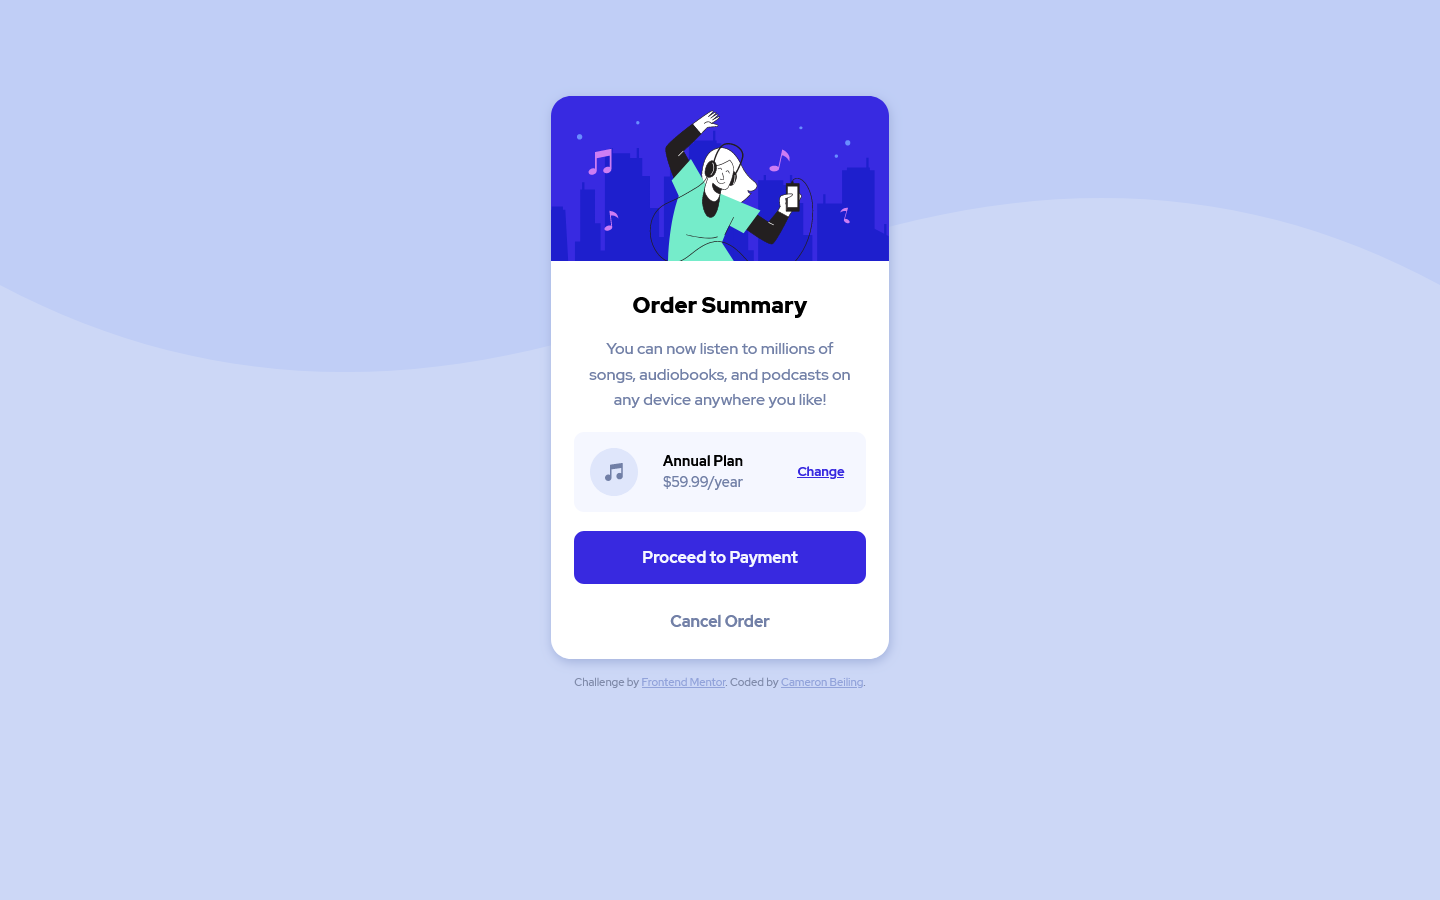 Order Summary
You can now listen to millions of
songs, audiobooks, and podcasts on
any device anywhere you like!
Annual Plan
$59.99/year
Change
Proceed to Payment
Cancel Order
Challenge by Frontend Mentor. Coded by Cameron Beiling.